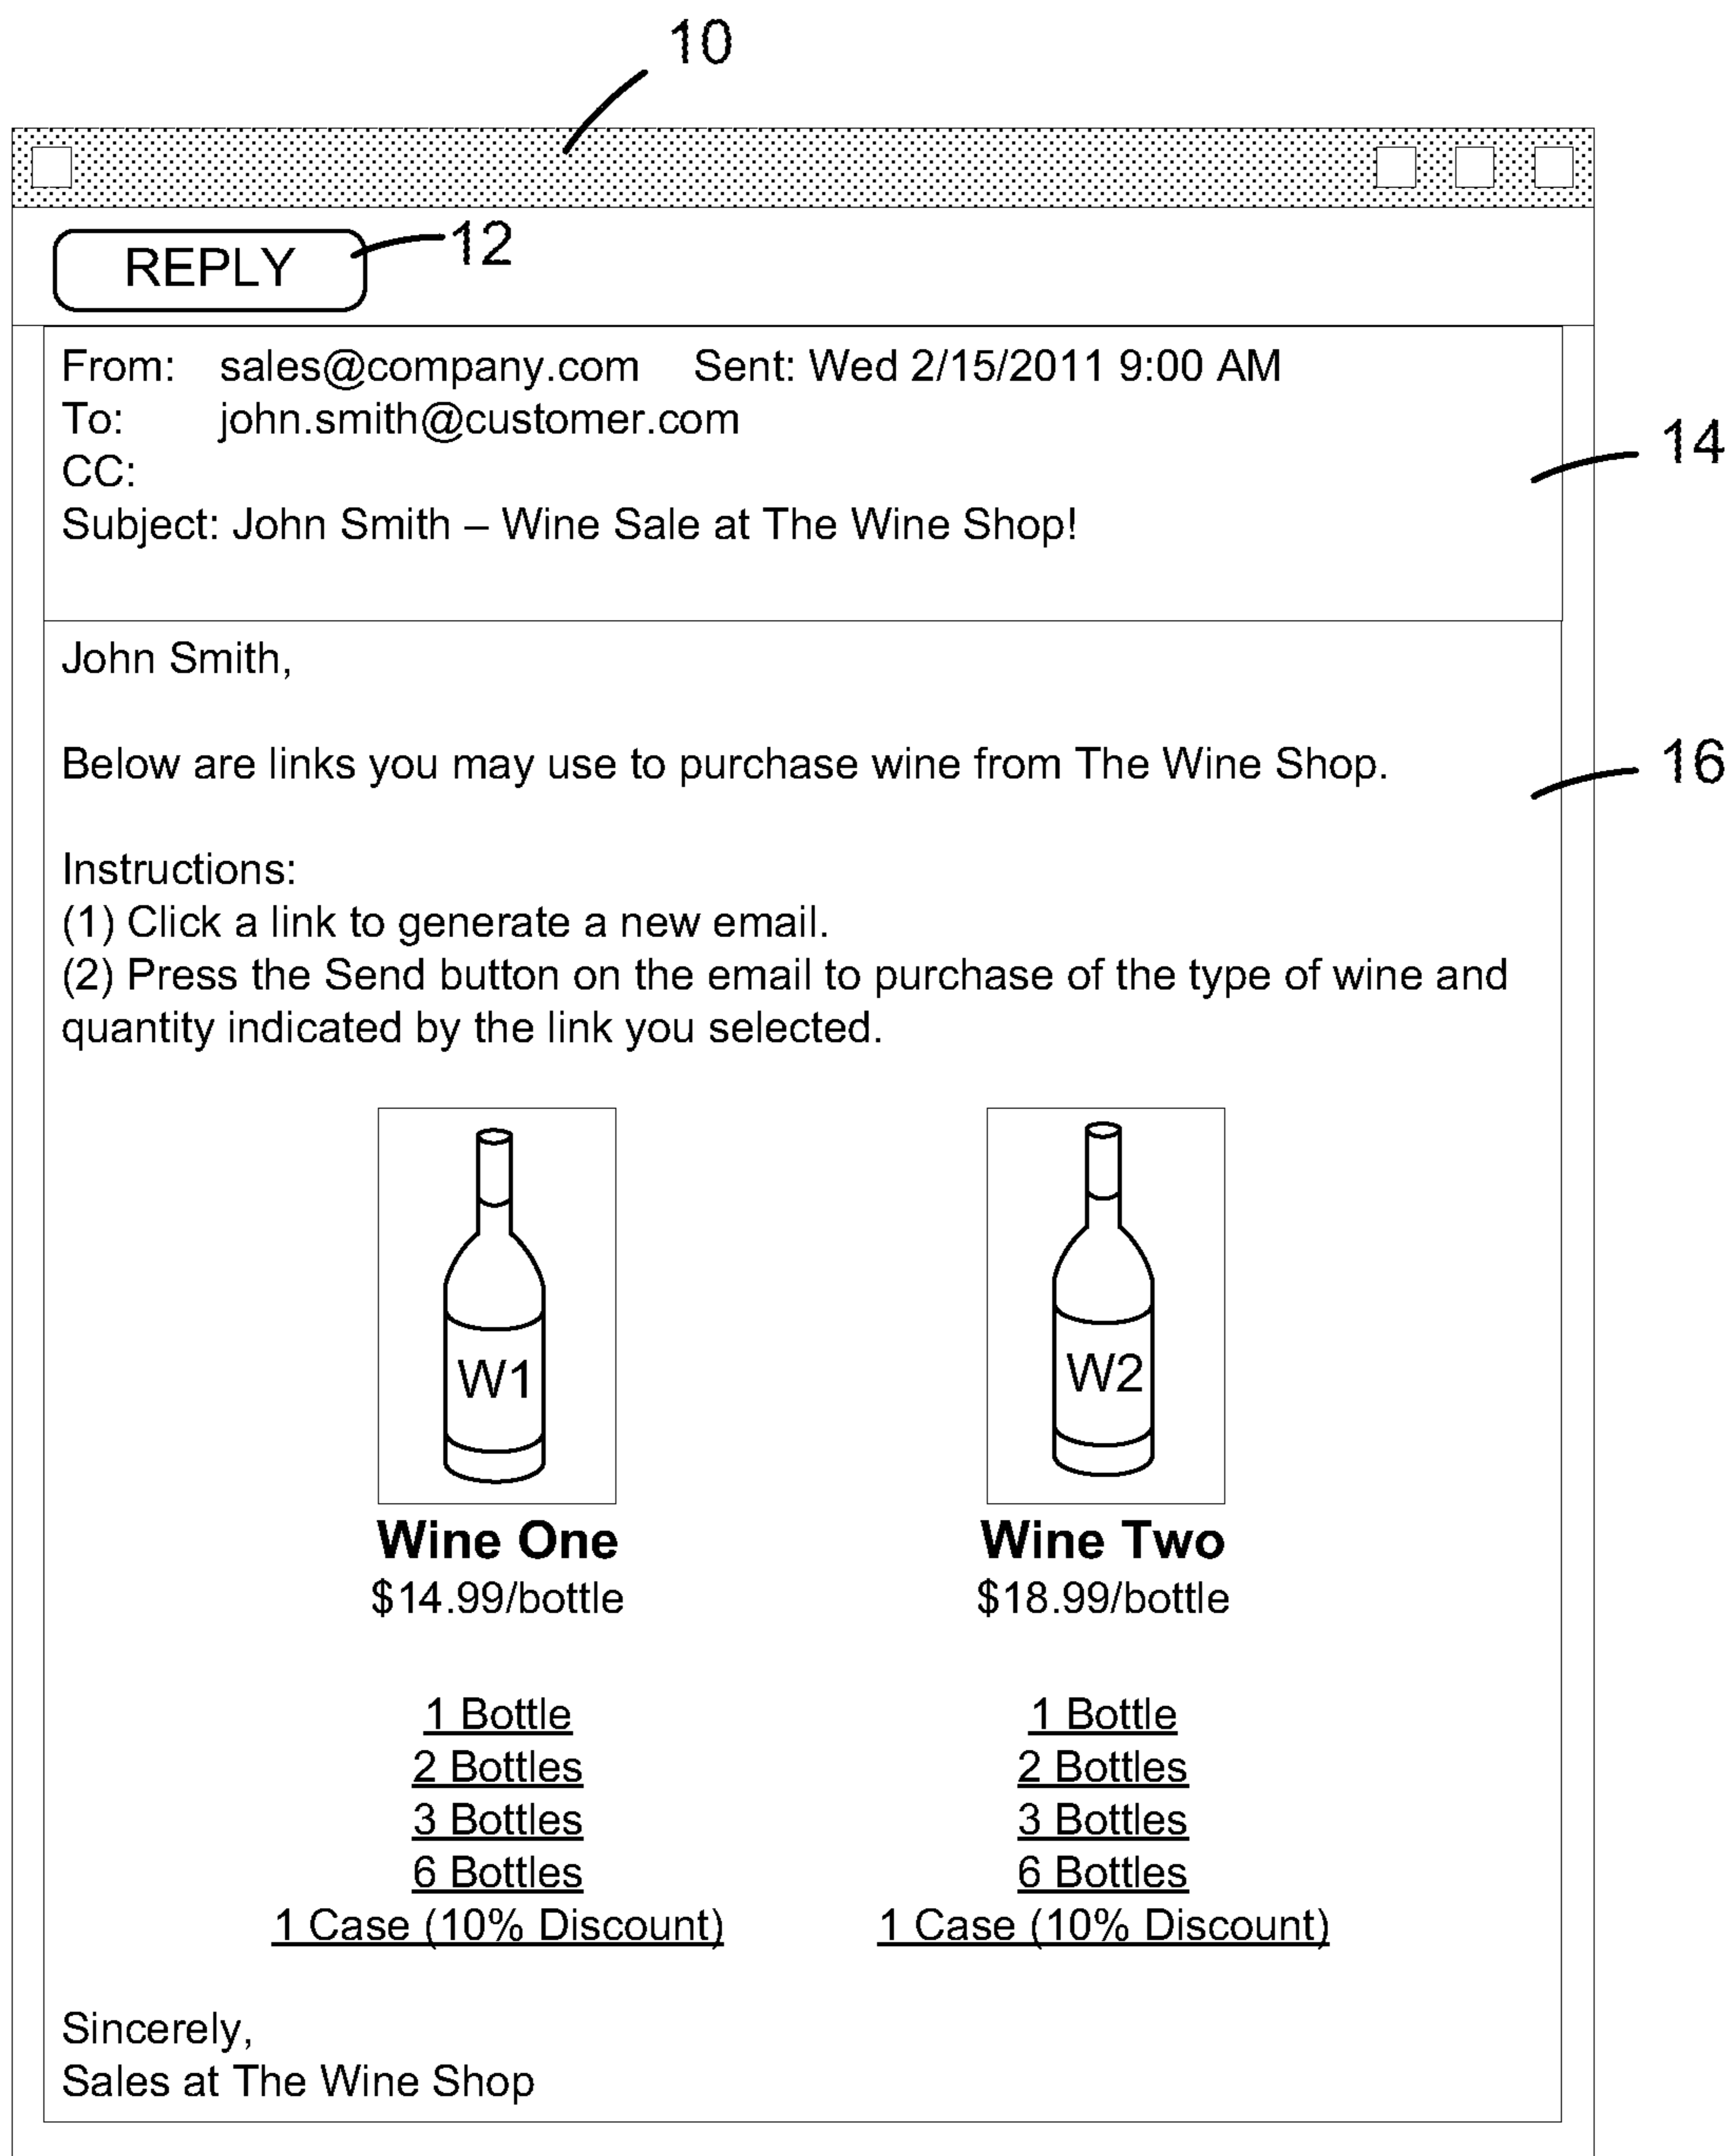 10
REPLY 12
From: sales@company.com Sent: Wed 2/15/2011 9:00 AM
To: john.smith@customer.com
CC:
14
Subject: John Smith – Wine Sale at The Wine Shop!
John Smith,
Below are links you may use to purchase wine from The Wine Shop.
16
Instructions:
(1) Click a link to generate a new email.
(2) Press the Send button on the email to purchase of the type of wine and
quantity indicated by the link you selected.
W1 W2
Wine One Wine Two
$14.99/bottle $18.99/bottle
1 Bottle 1 Bottle
2 Bottles 2 Bottles
3 Bottles 3 Bottles
6 Bottles 6 Bottles
1 Case (10% Discount) 1 Case (10% Discount)
Sincerely,
Sales at The Wine Shop